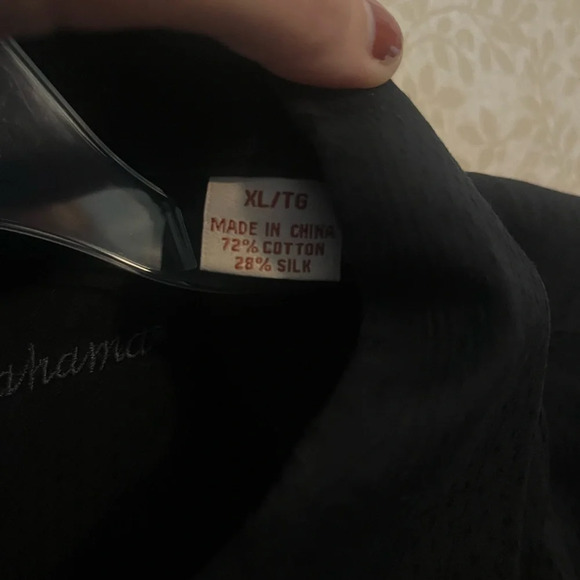 XL/TG
MADE IN CHINA
72% COTTON
28% SILK
ahama